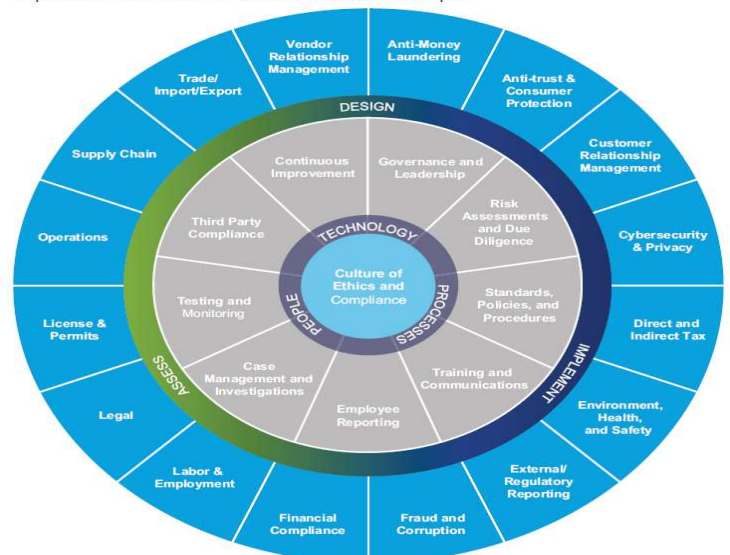 Vendor
Relationship
Management
Anti-Money
Laundering
Anti-trust &
Consumer
Protection
Customer
Relationship
Management
Cybersecurity
& Privacy
Direct and
Indirect Tax
Environment,
Health,
and Safety
External/
Regulatory
Reporting
Fraud and
Corruption
Financial
Compliance
Labor &
Employment
Legal
License &
Permits
Operations
Supply Chain
Trade/
Import/Export
DESIGN
IMPLEMENT
ASSESS
Continuous
Improvement
Governance and
Leadership
Risk
Assessments
and Due
Diligence
Standards,
Policies, and
Procedures
Training and
Communications
Employee
Reporting
Case
Management and
Investigations
Testing and
Monitoring
Third Party
Compliance
TECHNOLOGY
PROCESSES
PEOPLE
Culture of
Ethics and
Compliance